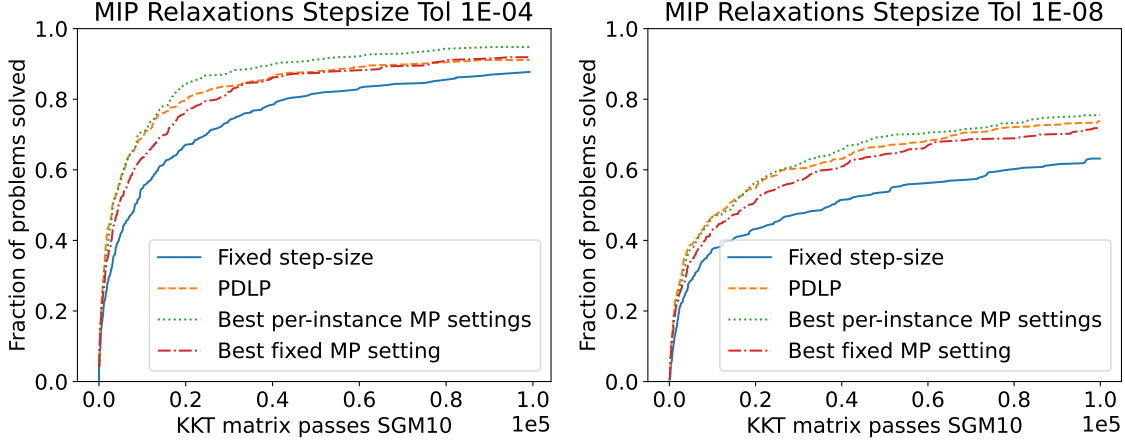 MIP Relaxations Stepsize Tol 1E-04
Fraction of problems solved
1.0
0.8
0.6
0.4
0.2
0.0
Fixed step-size
PDLP
Best per-instance MP settings
Best fixed MP setting
0.0 0.2 0.4 0.6 0.8 1.0
KKT matrix passes SGM10
1e5
MIP Relaxations Stepsize Tol 1E-08
Fraction of problems solved
1.0
0.8
0.6
0.4
0.2
0.0
Fixed step-size
PDLP
Best per-instance MP settings
Best fixed MP setting
0.0 0.2 0.4 0.6 0.8 1.0
KKT matrix passes SGM10
1e5